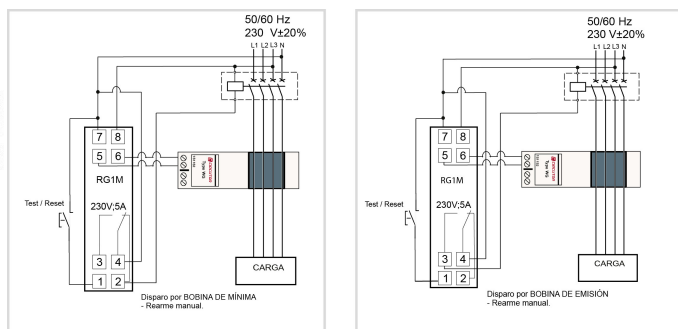 50/60 Hz
230 V±20%
L1 L2 L3 N
7 8
5 6
RG1M
230V;5A
Test / Reset
3 4
1 2
CARGA
Disparo por BOBINA DE MÍNIMA
- Rearme manual.
50/60 Hz
230 V±20%
L1 L2 L3 N
7 8
5 6
RG1M
230V;5A
Test / Reset
3 4
1 2
CARGA
Disparo por BOBINA DE EMISIÓN
- Rearme manual.